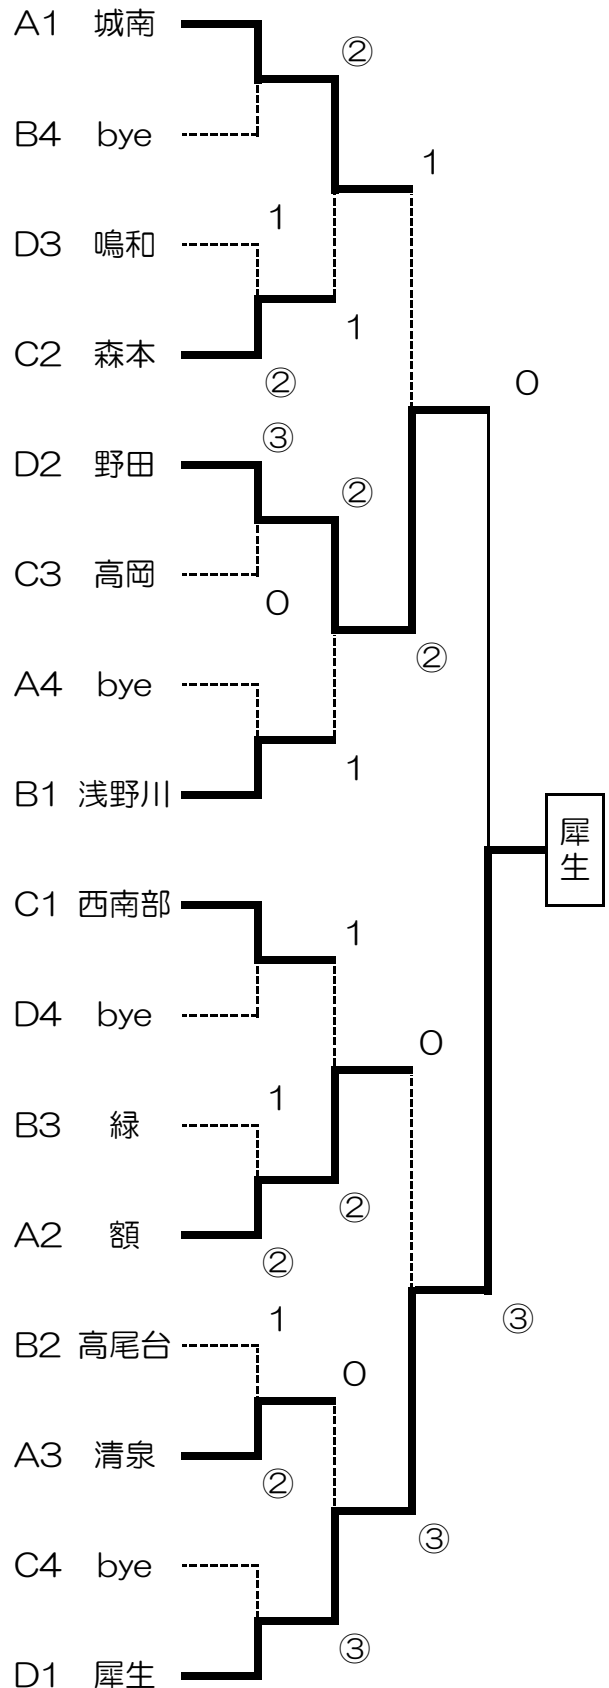 A1 城南
②
B4 bye
1
D3 鳴和
1
C2 森本
1
②
0
③
D2 野田
②
C3 高岡
0
②
A4 bye
1
B1 浅野川
犀生
C1 西南部
1
D4 bye
0
B3 緑
1
A2 額
②
②
B2 高尾台
1
③
0
A3 清泉
②
③
C4 bye
③
D1 犀生